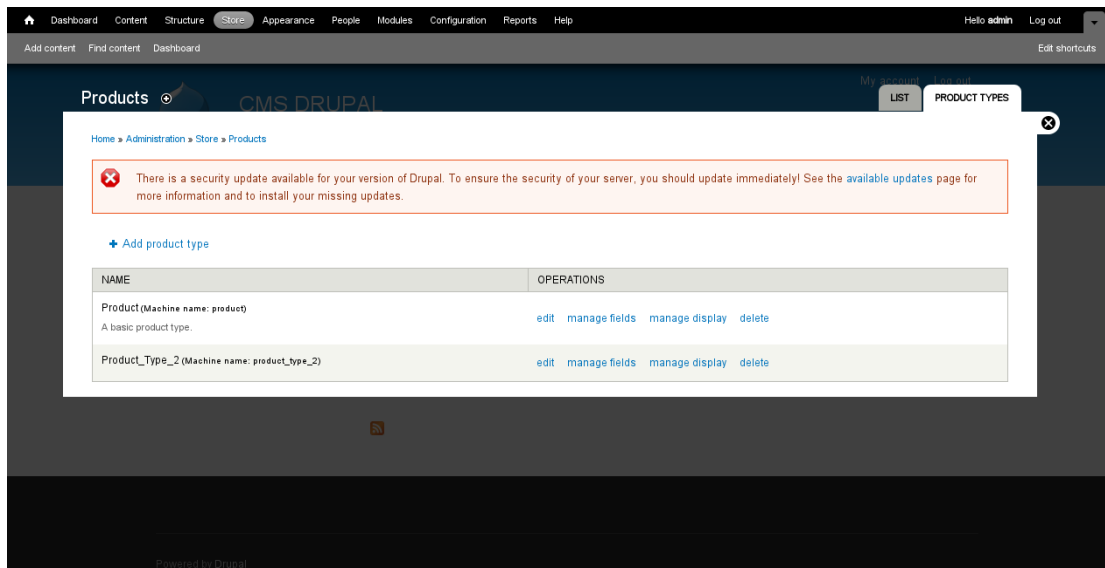 Dashboard Content Structure Store Appearance People Modules Configuration Reports Help Hello admin Log out
Add content Find content Dashboard Edit shortcuts
My account Log out
Products CMS DRUPAL LIST PRODUCT TYPES
Home » Administration » Store » Products
There is a security update available for your version of Drupal. To ensure the security of your server, you should update immediately! See the available updates page for
more information and to install your missing updates.
Add product type
NAME OPERATIONS
Product (Machine name: product) edit manage fields manage display delete
A basic product type.
Product_Type_2 (Machine name: product_type_2) edit manage fields manage display delete
Powered by Drupal